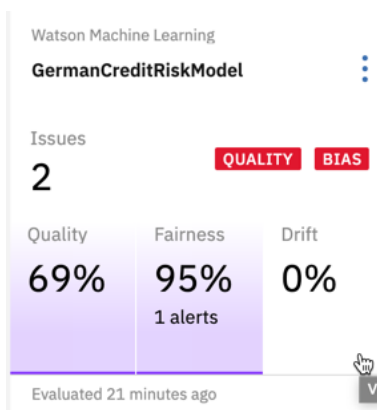 Watson Machine Learning
GermanCreditRiskModel
Issues
2
QUALITY BIAS
Quality Fairness Drift
69% 95% 0%
1 alerts
Evaluated 21 minutes ago